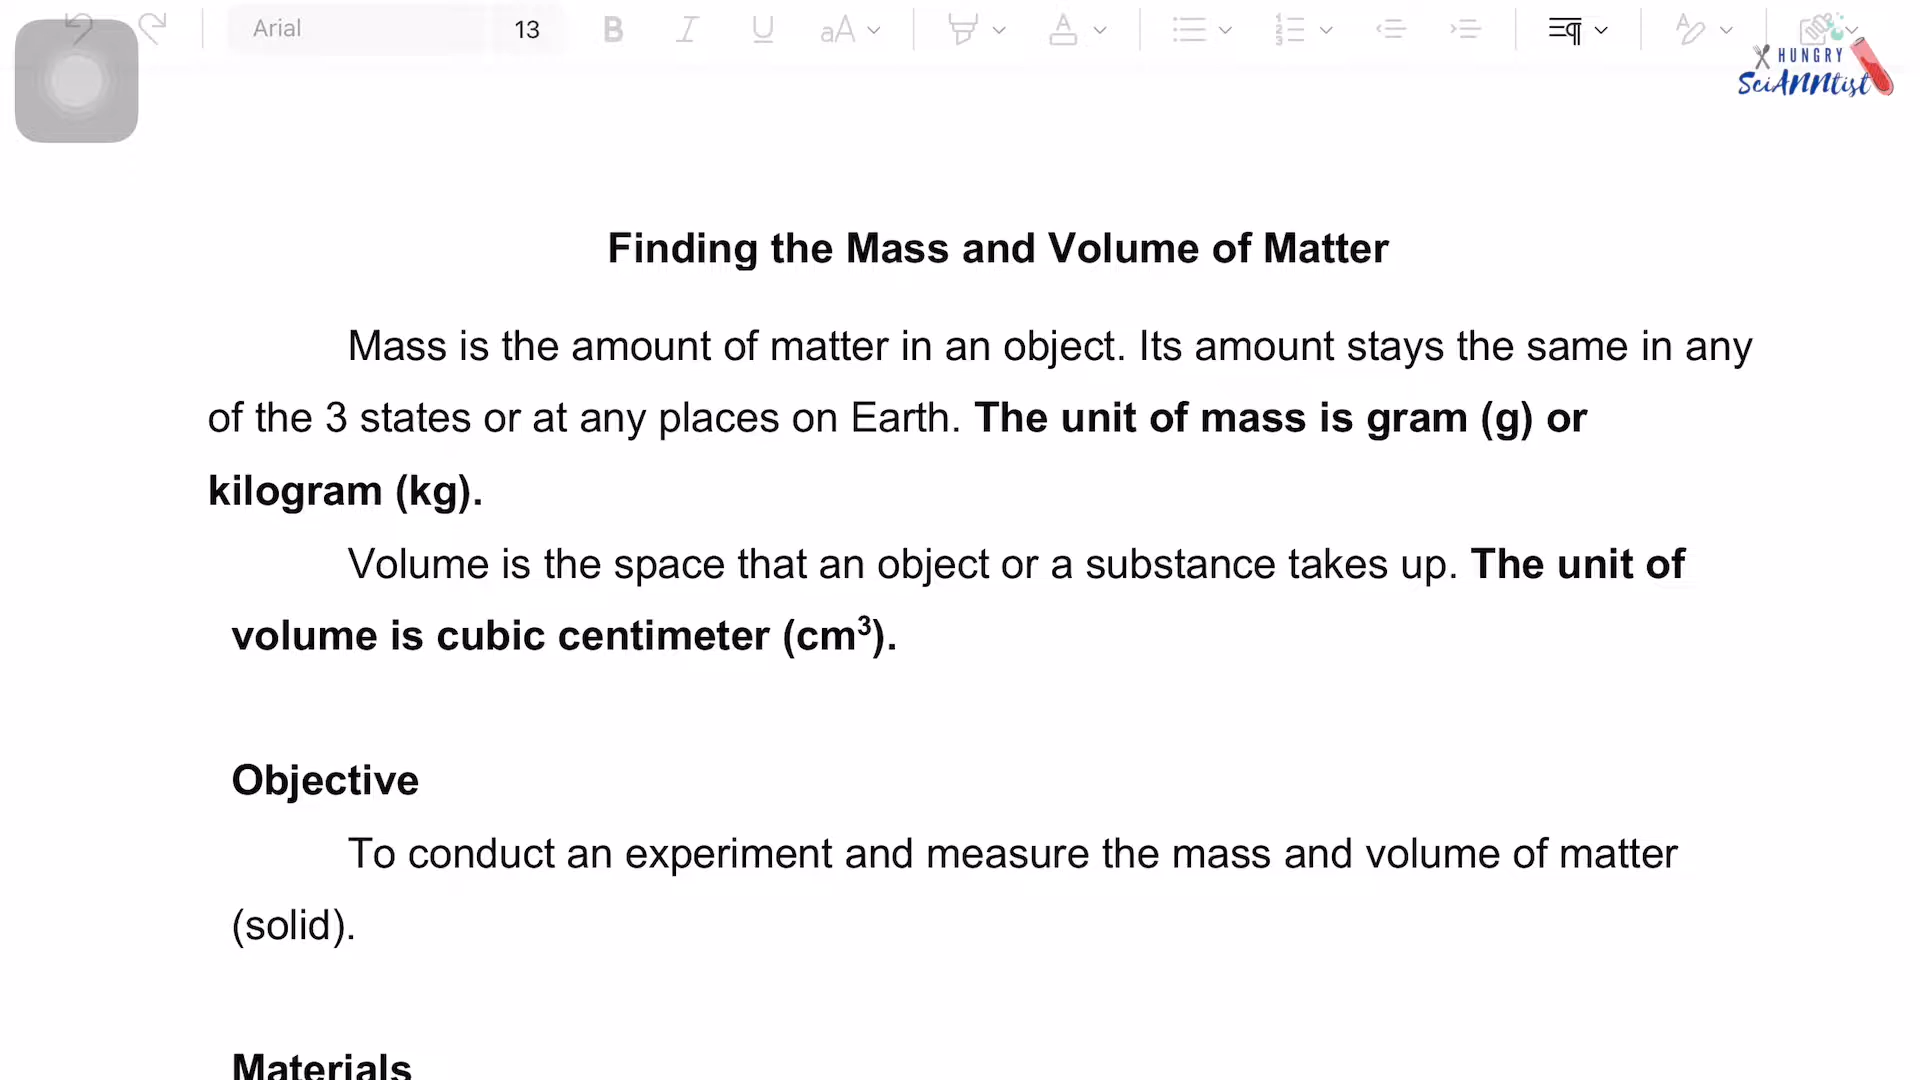 Arial 13 B I U aA A
HUNGRY
SciANNtist
Finding the Mass and Volume of Matter
Mass is the amount of matter in an object. Its amount stays the same in any
of the 3 states or at any places on Earth. The unit of mass is gram (g) or
kilogram (kg).
Volume is the space that an object or a substance takes up. The unit of
volume is cubic centimeter (cm³).
Objective
To conduct an experiment and measure the mass and volume of matter
(solid).
Materials